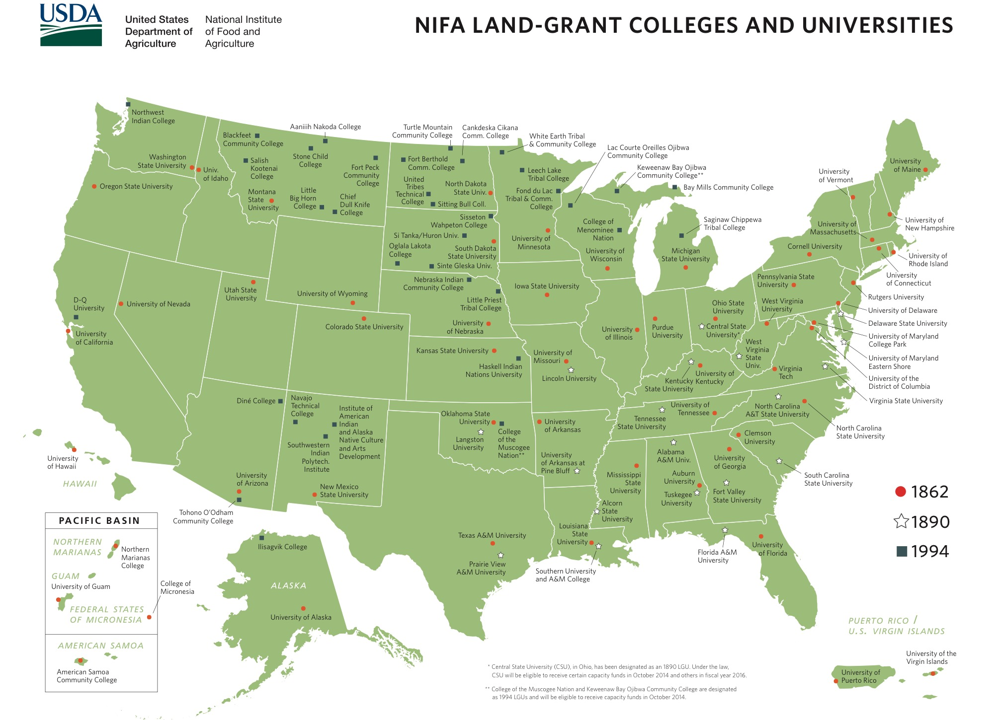 USDA
United States
Department of
Agriculture
National Institute
of Food and
Agriculture
NIFA LAND-GRANT COLLEGES AND UNIVERSITIES
Northwest
Indian College
Washington
State University
Univ.
of Idaho
Oregon State University
Blackfeet
Community College
Salish
Kootenai
College
Montana
State
University
Aaniiih Nakoda College
Stone Child
College
Fort Peck
Community
College
Little
Big Horn
College
Chief
Dull Knife
College
Turtle Mountain
Community College
Cankdeska Cikana
Comm. College
Fort Berthold
Comm. College
United
Tribes
Technical
College
North Dakota
State Univ.
Sitting Bull Coll.
Sisseton
Wahpeton College
Si Tanka/Huron Univ.
Oglala Lakota
College
South Dakota
State University
Sinte Gleska Univ.
White Earth Tribal
& Community College
Leech Lake
Tribal College
Fond du Lac
Tribal & Comm.
College
University of
Minnesota
Lac Courte Oreilles Ojibwa
Community College
Keweenaw Bay Ojibwa
Community College**
Bay Mills Community College
College of
Menominee
Nation
University of
Wisconsin
Saginaw Chippewa
Tribal College
Michigan
State University
University
of Vermont
University
of Maine
University of
New Hampshire
University of
Massachusetts
Cornell University
University of
Rhode Island
University
of Connecticut
Pennsylvania State
University
Rutgers University
University of Delaware
Delaware State University
University of Maryland
College Park
University of Maryland
Eastern Shore
University of the
District of Columbia
Virginia State University
West Virginia
University
West
Virginia
State
Univ.
Virginia
Tech
Ohio State
University
Central State
University*
Purdue
University
University
of Illinois
Iowa State University
Nebraska Indian
Community College
Little Priest
Tribal College
University
of Nebraska
University of Wyoming
Colorado State University
Utah State
University
University of Nevada
D-Q
University
University
of California
Kansas State University
Haskell Indian
Nations University
University of
Missouri
Lincoln University
Kentucky
State University
University of
Kentucky
University of
Tennessee
Tennessee
State University
North Carolina
A&T State University
North Carolina
State University
Clemson
University
South Carolina
State University
University
of Georgia
Fort Valley
State University
Alabama
A&M Univ.
Auburn
University
Tuskegee
University
Mississippi
State
University
Alcorn
State
University
University
of Arkansas
University
of Arkansas at
Pine Bluff
Oklahoma State
University
Langston
University
College
of the
Muscogee
Nation**
Diné College
Navajo
Technical
College
Institute of
American
Indian
and Alaska
Native Culture
and Arts
Development
Southwestern
Indian
Polytech.
Institute
New Mexico
State University
University
of Arizona
Tohono O'Odham
Community College
Texas A&M University
Prairie View
A&M University
Louisiana
State
University
Southern University
and A&M College
Florida A&M
University
University
of Florida
University
of Hawaii
HAWAII
PACIFIC BASIN
NORTHERN
MARIANAS
Northern
Marianas
College
GUAM
University of Guam
FEDERAL STATES
OF MICRONESIA
College of
Micronesia
AMERICAN SAMOA
American Samoa
Community College
Ilisagvik College
ALASKA
University of Alaska
1862
1890
1994
PUERTO RICO /
U.S. VIRGIN ISLANDS
University of the
Virgin Islands
University of
Puerto Rico
* Central State University (CSU), in Ohio, has been designated as an 1890 LGU. Under the law,
CSU will be eligible to receive certain capacity funds in October 2014 and others in fiscal year 2016.
** College of the Muscogee Nation and Keweenaw Bay Ojibwa Community College are designated
as 1994 LGUs and will be eligible to receive capacity funds in October 2014.